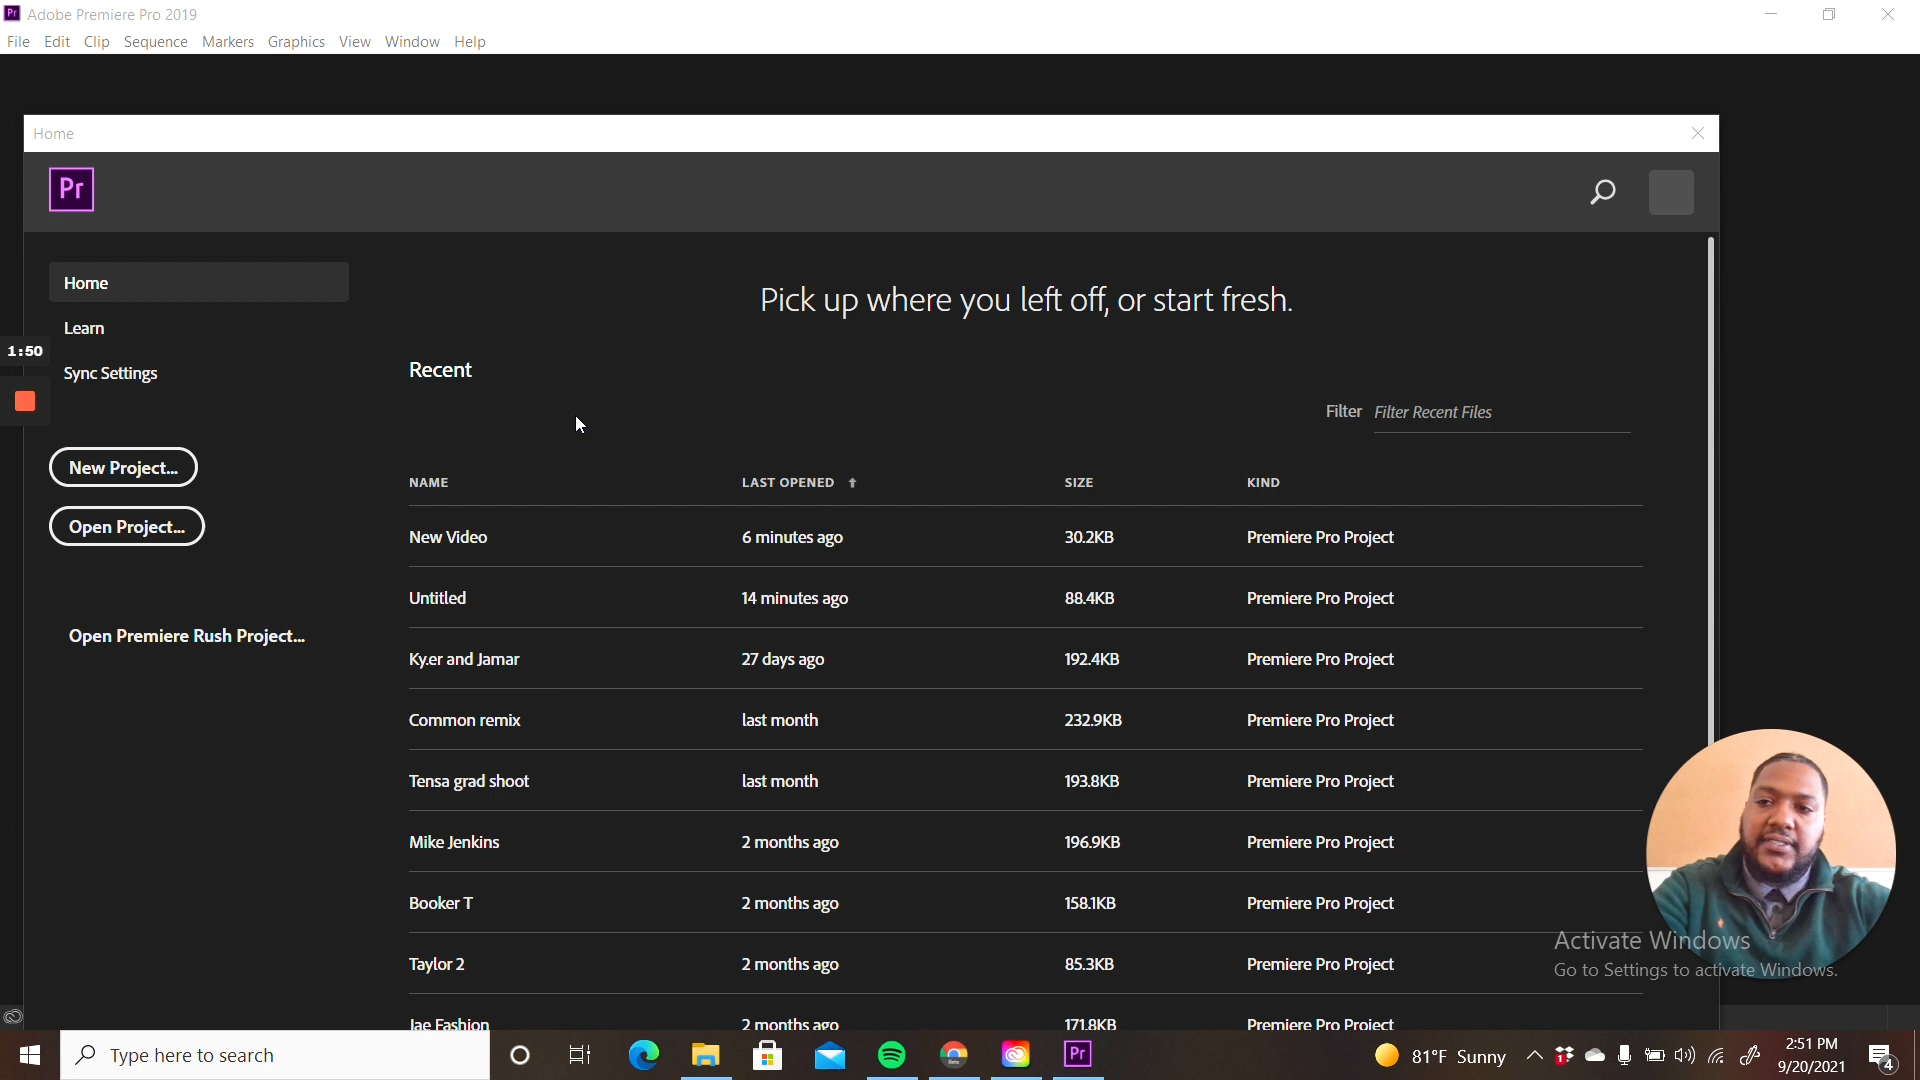 Pr Adobe Premiere Pro 2019
File Edit Clip Sequence Markers Graphics View Window Help
Home
Pr
Home
Learn
1:50
Sync Settings
New Project...
Open Project...
Open Premiere Rush Project...
Pick up where you left off, or start fresh.
Recent
Filter Filter Recent Files
NAME LAST OPENED SIZE KIND
New Video 6 minutes ago 30.2KB Premiere Pro Project
Untitled 14 minutes ago 88.4KB Premiere Pro Project
Ky.er and Jamar 27 days ago 192.4KB Premiere Pro Project
Common remix last month 232.9KB Premiere Pro Project
Tensa grad shoot last month 193.8KB Premiere Pro Project
Mike Jenkins 2 months ago 196.9KB Premiere Pro Project
Booker T 2 months ago 158.1KB Premiere Pro Project
Taylor 2 2 months ago 85.3KB Premiere Pro Project
Jae Fashion 2 months ago 171.8KB Premiere Pro Project
Activate Windows
Go to Settings to activate Windows.
Type here to search
Beta
Pr
81°F Sunny
1
2:51 PM
9/20/2021
4